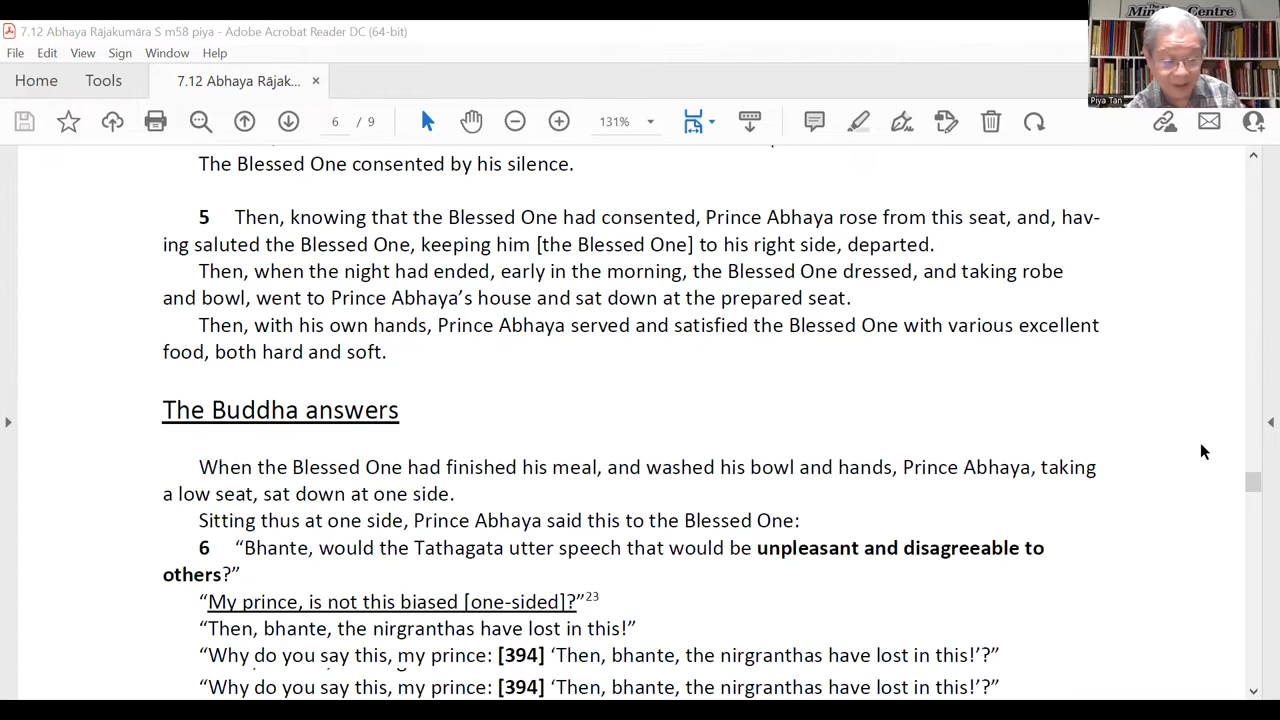 7.12 Abhaya Rājakumāra S m58 piya - Adobe Acrobat Reader DC (64-bit)
File Edit View Sign Window Help
Home Tools 7.12 Abhaya Rājak... ×
6 / 9 131%
The Blessed One consented by his silence.
5 Then, knowing that the Blessed One had consented, Prince Abhaya rose from this seat, and, hav-
ing saluted the Blessed One, keeping him [the Blessed One] to his right side, departed.
Then, when the night had ended, early in the morning, the Blessed One dressed, and taking robe
and bowl, went to Prince Abhaya's house and sat down at the prepared seat.
Then, with his own hands, Prince Abhaya served and satisfied the Blessed One with various excellent
food, both hard and soft.
The Buddha answers
When the Blessed One had finished his meal, and washed his bowl and hands, Prince Abhaya, taking
a low seat, sat down at one side.
Sitting thus at one side, Prince Abhaya said this to the Blessed One:
6 “Bhante, would the Tathagata utter speech that would be unpleasant and disagreeable to
others?”
“My prince, is not this biased [one-sided]?”23
“Then, bhante, the nirgranthas have lost in this!”
“Why do you say this, my prince: [394] ‘Then, bhante, the nirgranthas have lost in this!’?”
“Why do you say this, my prince: [394] ‘Then, bhante, the nirgranthas have lost in this!’?”
Centre
Piya Tan